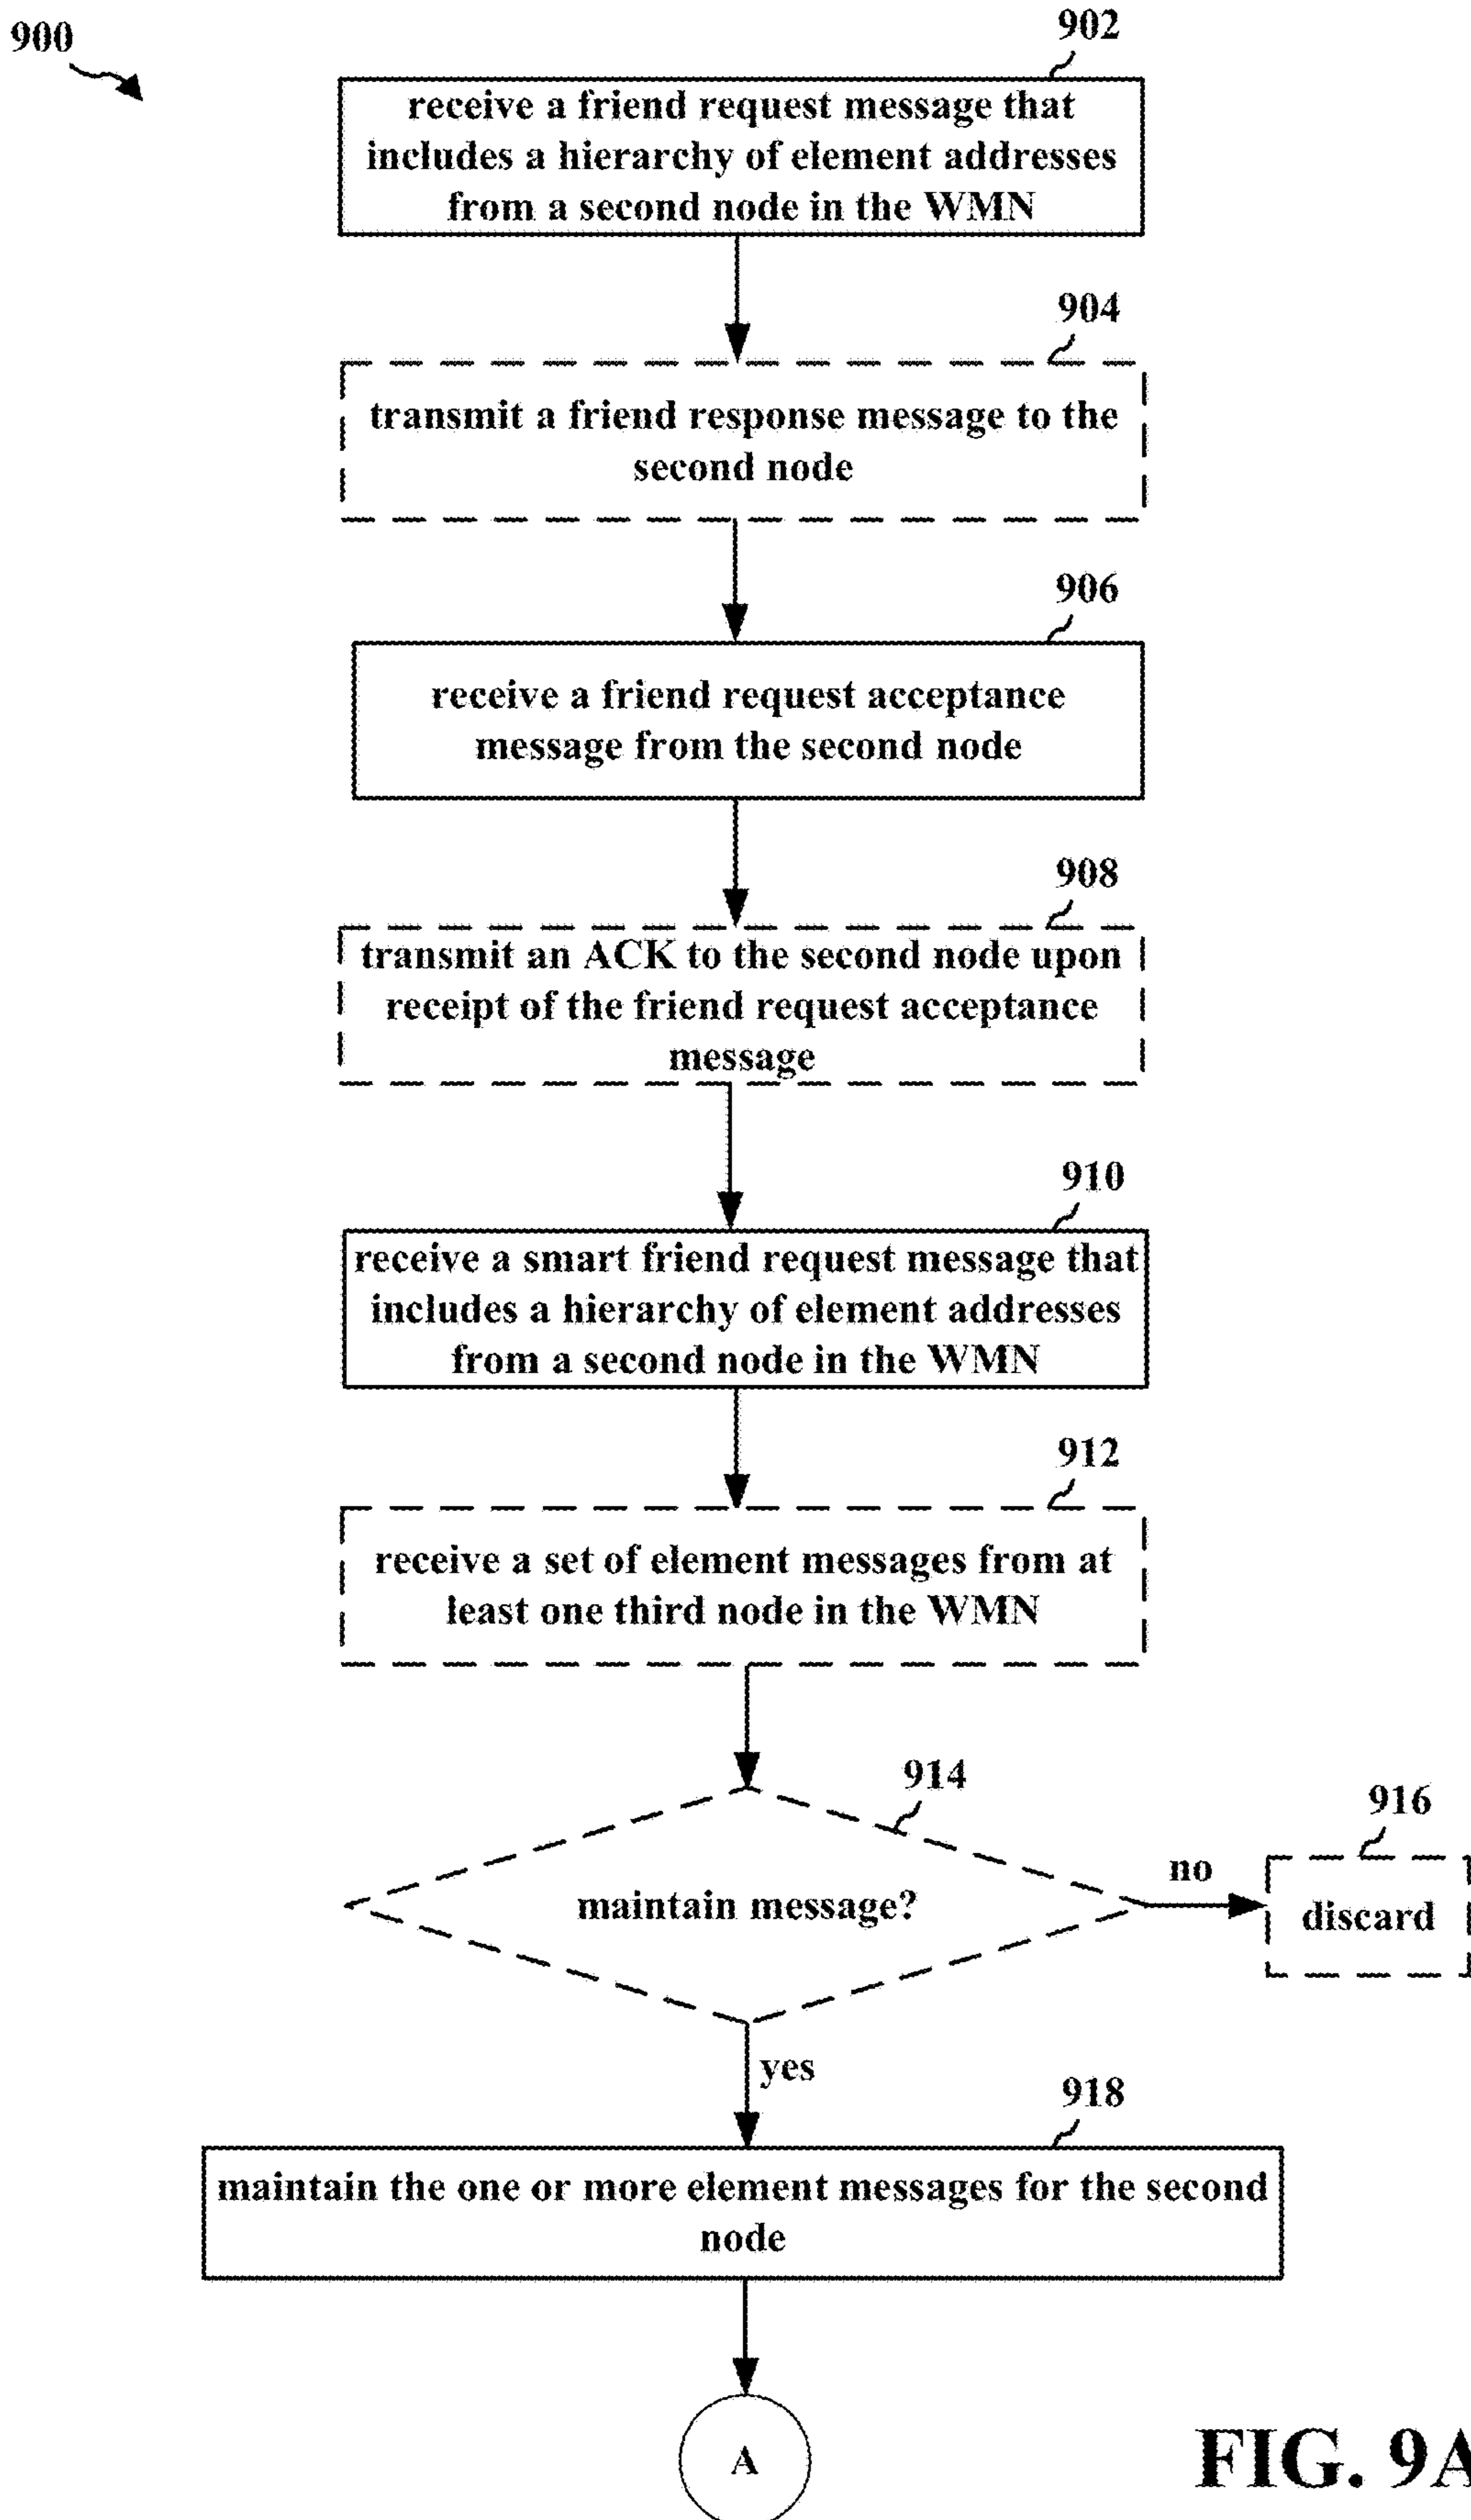 900
902
receive a friend request message that
includes a hierarchy of element addresses
from a second node in the WMN
904
transmit a friend response message to the
second node
906
receive a friend request acceptance
message from the second node
908
transmit an ACK to the second node upon
receipt of the friend request acceptance
message
910
receive a smart friend request message that
includes a hierarchy of element addresses
from a second node in the WMN
912
receive a set of element messages from at
least one third node in the WMN
914
maintain message?
no
916
discard
yes
918
maintain the one or more element messages for the second
node
A
FIG. 9A